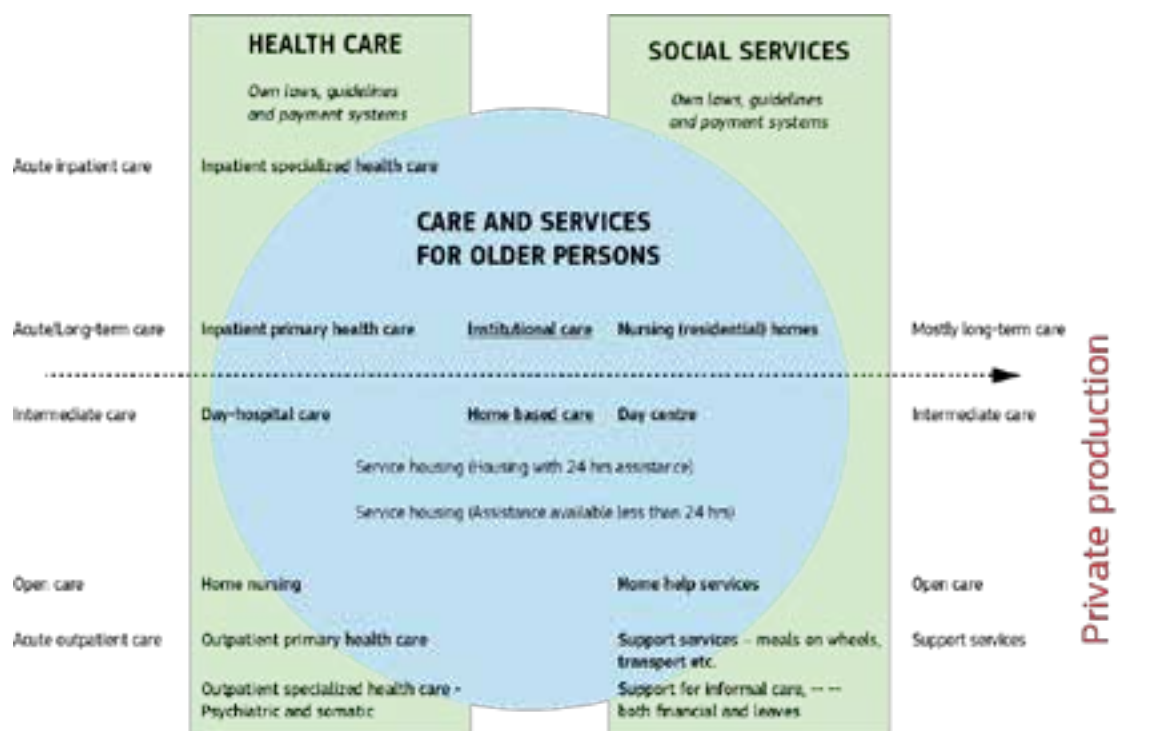 HEALTH CARE
SOCIAL SERVICES
Own laws, guidelines
and payment systems
Own laws, guidelines
and payment systems
Acute inpatient care
Inpatient specialized health care
CARE AND SERVICES
FOR OLDER PERSONS
Acute/Long-term care
Inpatient primary health care
Institutional care
Nursing (residential) homes
Mostly long-term care
Intermediate care
Day-hospital care
Home based care
Day centre
Intermediate care
Service housing (Housing with 24 hrs assistance)
Service housing (Assistance available less than 24 hrs)
Open care
Home nursing
Home help services
Open care
Acute outpatient care
Outpatient primary health care
Support services - meals on wheels,
transport etc.
Support services
Outpatient specialized health care -
Psychiatric and somatic
Support for informal care, -- --
both financial and leaves
Private production